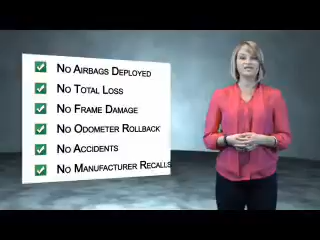 No Airbags Deployed
No Total Loss
No Frame Damage
No Odometer Rollback
No Accidents
No Manufacturer Recalls